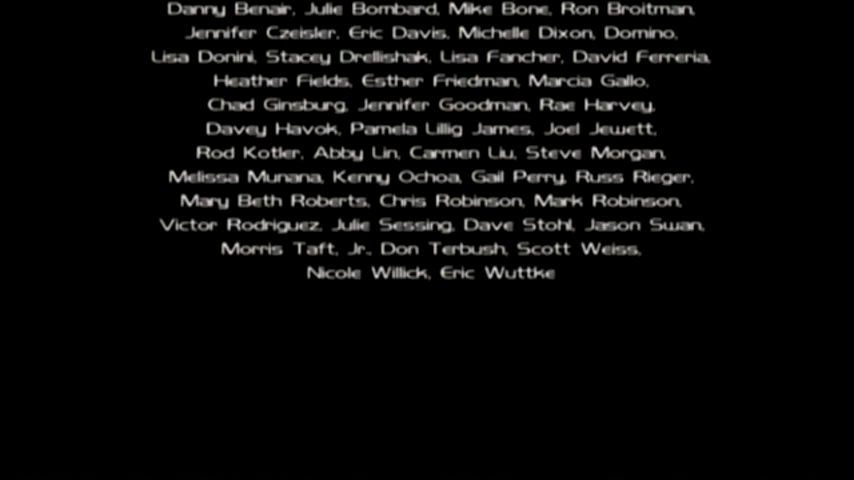 Danny Benair, Julie Bombard, Mike Bone, Ron Broitman,
Jennifer Czeisler, Eric Davis, Michelle Dixon, Domino,
Lisa Donini, Stacey Drellishak, Lisa Fancher, David Ferreria,
Heather Fields, Esther Friedman, Marcia Gallo,
Chad Ginsburg, Jennifer Goodman, Rae Harvey,
Davey Havok, Pamela Lillig James, Joel Jewett,
Rod Kotler, Abby Lin, Carmen Liu, Steve Morgan,
Melissa Munana, Kenny Ochoa, Gail Perry, Russ Rieger,
Mary Beth Roberts, Chris Robinson, Mark Robinson,
Victor Rodriguez, Julie Sessing, Dave Stohl, Jason Swan,
Morris Taft, Jr., Don Terbush, Scott Weiss,
Nicole Willick, Eric Wuttke